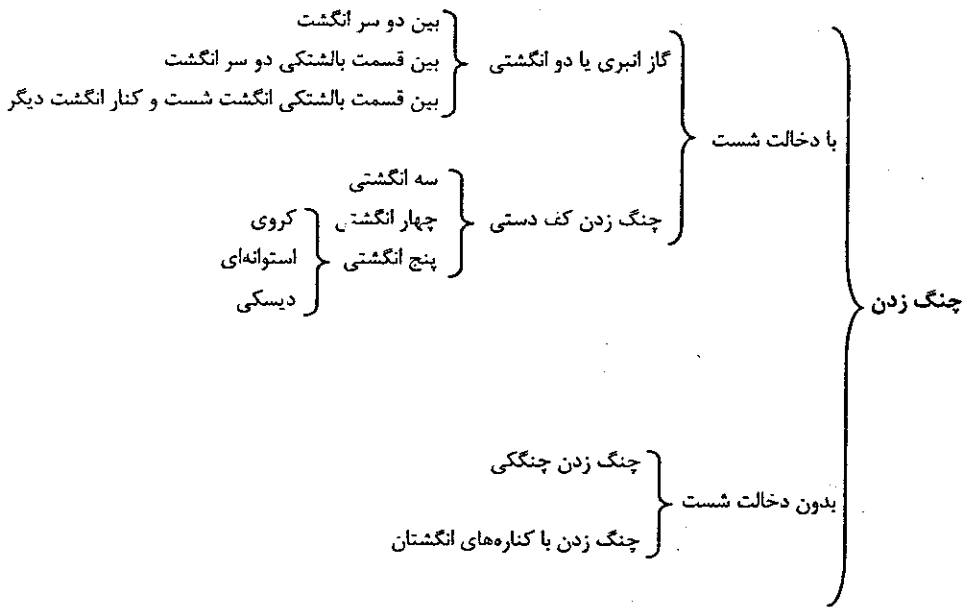 چنگ زدن
با دخالت شست
گاز انبری یا دو انگشتی
بین دو سر انگشت
بین قسمت بالشتکی دو سر انگشت
بین قسمت بالشتکی انگشت شست و کنار انگشت دیگر
چنگ زدن کف دستی
سه انگشتی
چهار انگشتی
پنج انگشتی
کروی
استوانه‌ای
دیسکی
بدون دخالت شست
چنگ زدن چنگکی
چنگ زدن با کناره‌های انگشتان